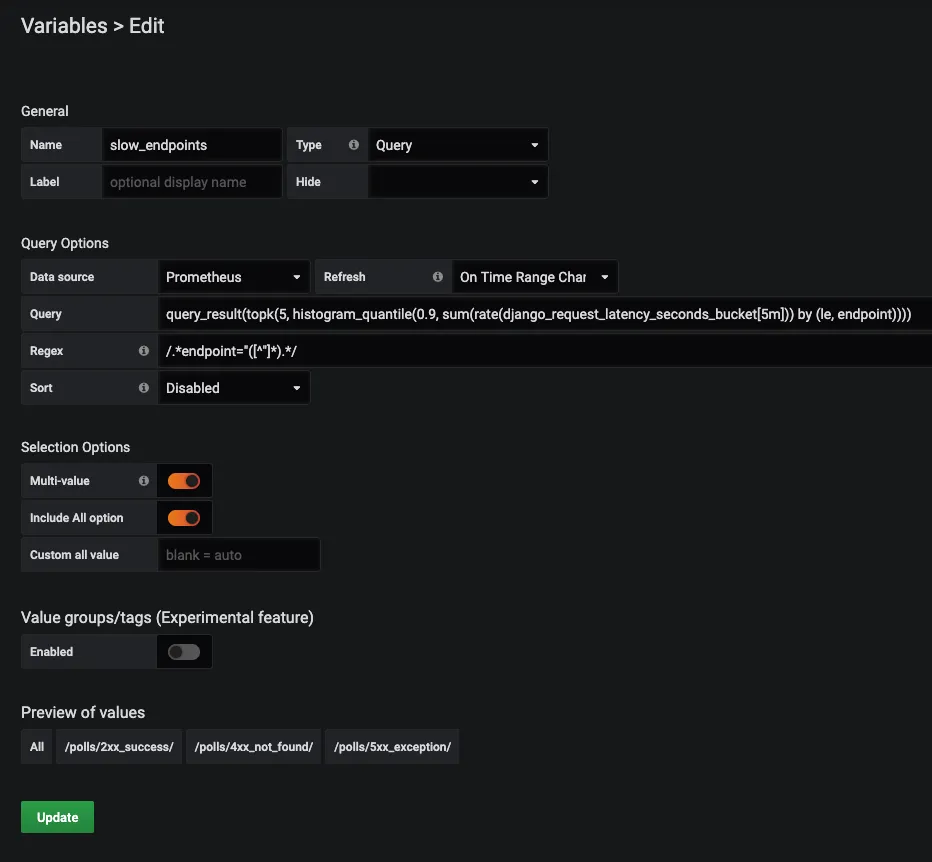 Variables > Edit
General
Name slow_endpoints Type Query
Label optional display name Hide
Query Options
Data source Prometheus Refresh On Time Range Char
Query query_result(topk(5, histogram_quantile(0.9, sum(rate(django_request_latency_seconds_bucket[5m])) by (le, endpoint))))
Regex /.*endpoint="([^"]*).*/
Sort Disabled
Selection Options
Multi-value
Include All option
Custom all value blank = auto
Value groups/tags (Experimental feature)
Enabled
Preview of values
All /polls/2xx_success/ /polls/4xx_not_found/ /polls/5xx_exception/
Update